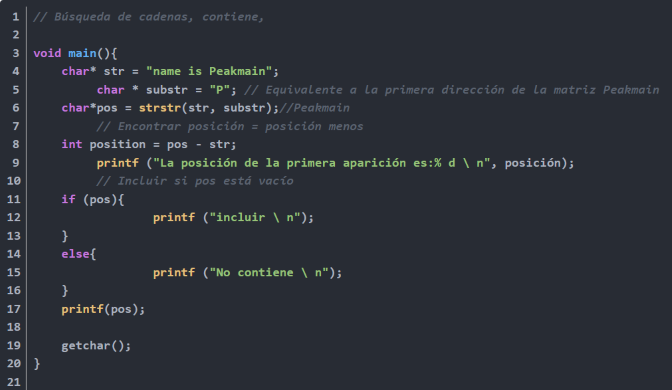 1 // Búsqueda de cadenas, contiene,
2
3 void main(){
4     char* str = "name is Peakmain";
5          char * substr = "P"; // Equivalente a la primera dirección de la matriz Peakmain
6     char*pos = strstr(str, substr);//Peakmain
7          // Encontrar posición = posición menos
8     int position = pos - str;
9          printf ("La posición de la primera aparición es:% d \ n", posición);
10          // Incluir si pos está vacío
11     if (pos){
12                  printf ("incluir \ n");
13     }
14     else{
15                  printf ("No contiene \ n");
16     }
17     printf(pos);
18
19     getchar();
20 }
21